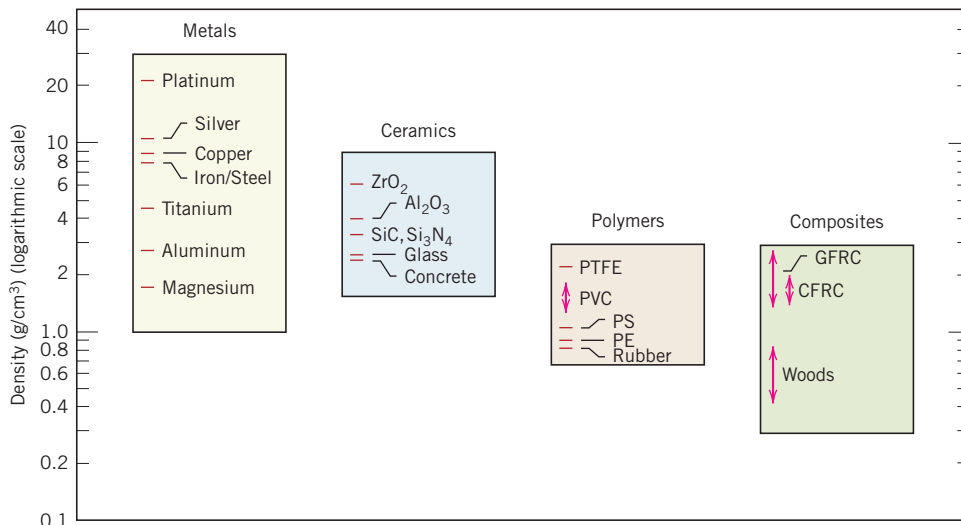 Density (g/cm³) (logarithmic scale)
40
20
10
8
6
4
2
1.0
0.8
0.6
0.4
0.2
0.1
Metals
Platinum
Silver
Copper
Iron/Steel
Titanium
Aluminum
Magnesium
Ceramics
ZrO₂
Al₂O₃
SiC, Si₃N₄
Glass
Concrete
Polymers
PTFE
PVC
PS
PE
Rubber
Composites
GFRC
CFRC
Woods